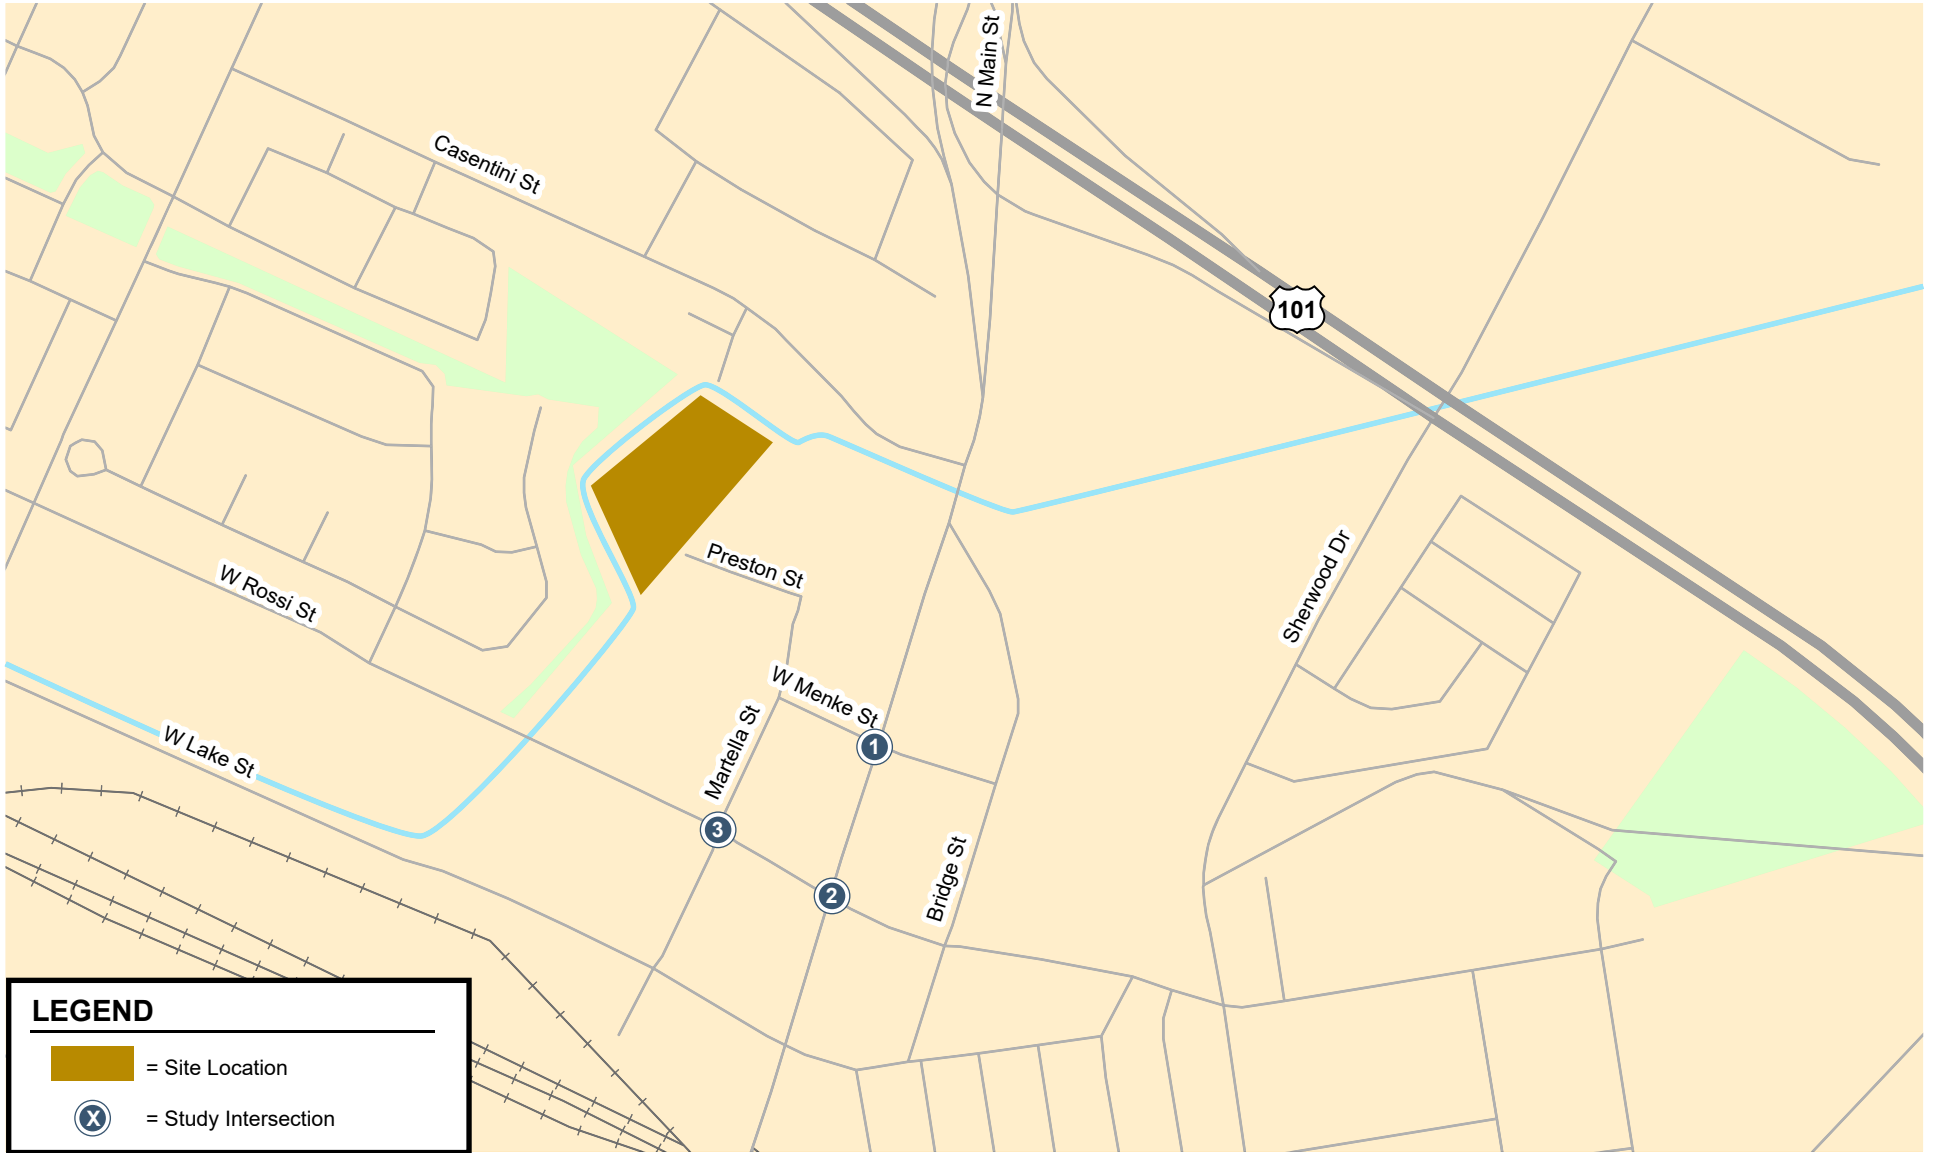 N Main St
Casentini St
101
Sherwood Dr
Preston St
W Rossi St
W Menke St
Martella St
1
W Lake St
3
Bridge St
2
LEGEND
= Site Location
X = Study Intersection